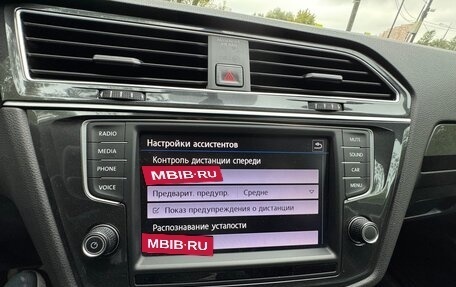 RADIO
MEDIA
PHONE
VOICE
MUTE
SOUND
CAR
MENU
Настройки ассистентов
Контроль дистанции спереди
MBIB·RU
Предварит. предупр. Средне
Показ предупреждения о дистанции
Распознавание усталости
MBIB·RU